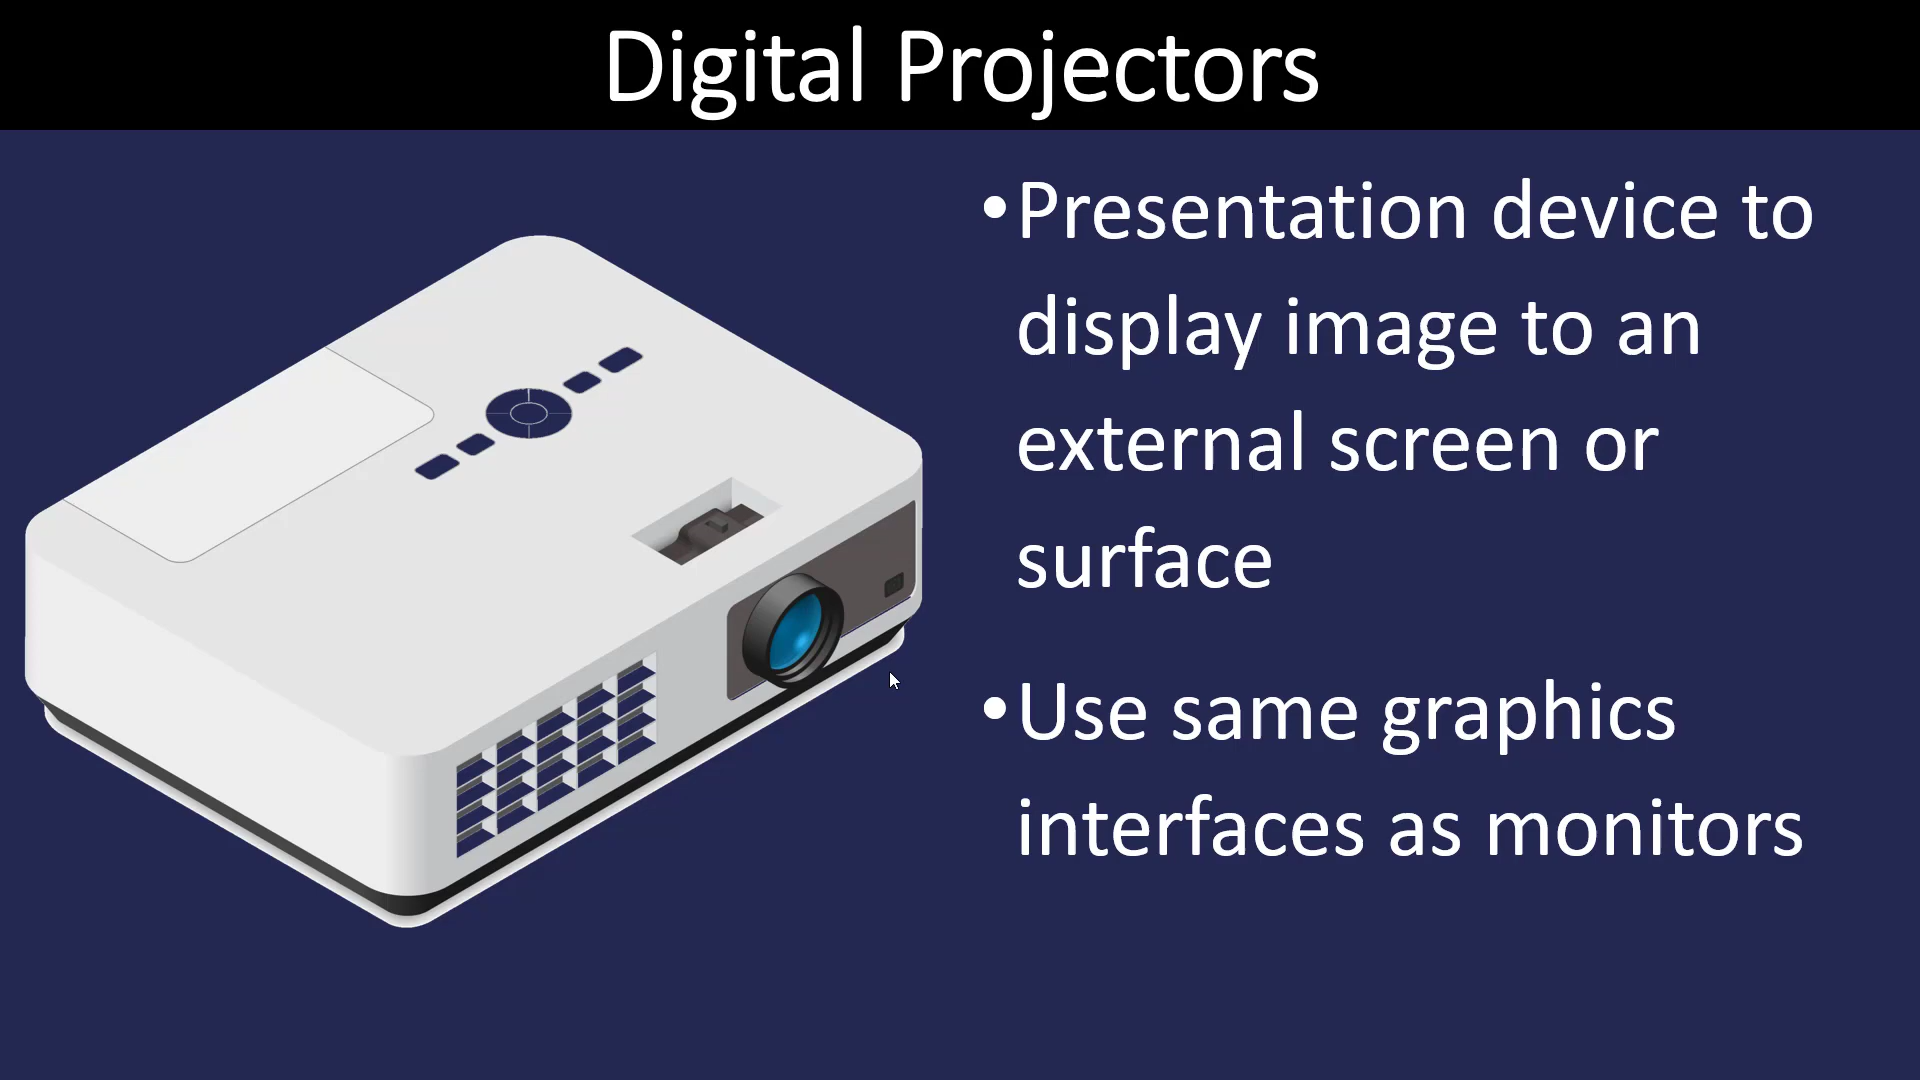 Digital Projectors
•Presentation device to
display image to an
external screen or
surface
•Use same graphics
interfaces as monitors